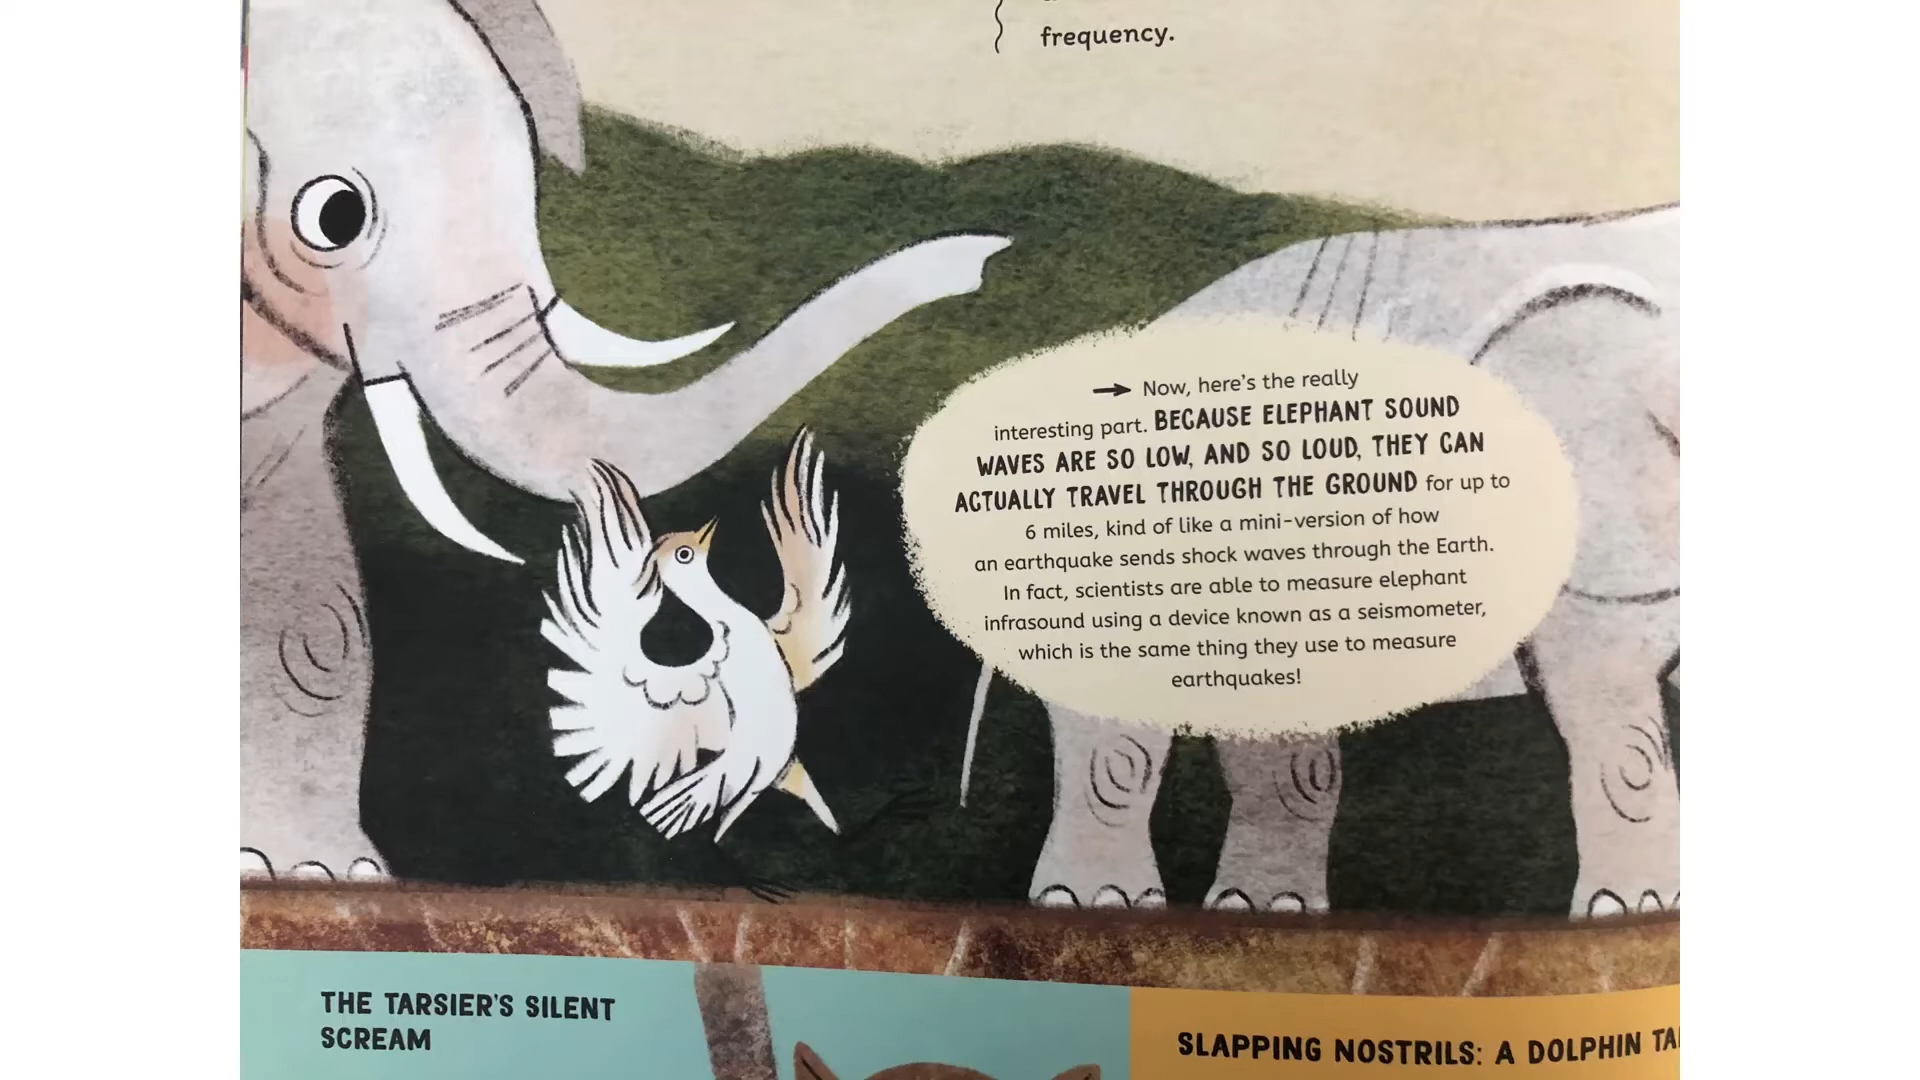 frequency.
→ Now, here's the really
interesting part. BECAUSE ELEPHANT SOUND
WAVES ARE SO LOW, AND SO LOUD, THEY CAN
ACTUALLY TRAVEL THROUGH THE GROUND for up to
6 miles, kind of like a mini-version of how
an earthquake sends shock waves through the Earth.
In fact, scientists are able to measure elephant
infrasound using a device known as a seismometer,
which is the same thing they use to measure
earthquakes!
THE TARSIER'S SILENT
SCREAM
SLAPPING NOSTRILS: A DOLPHIN